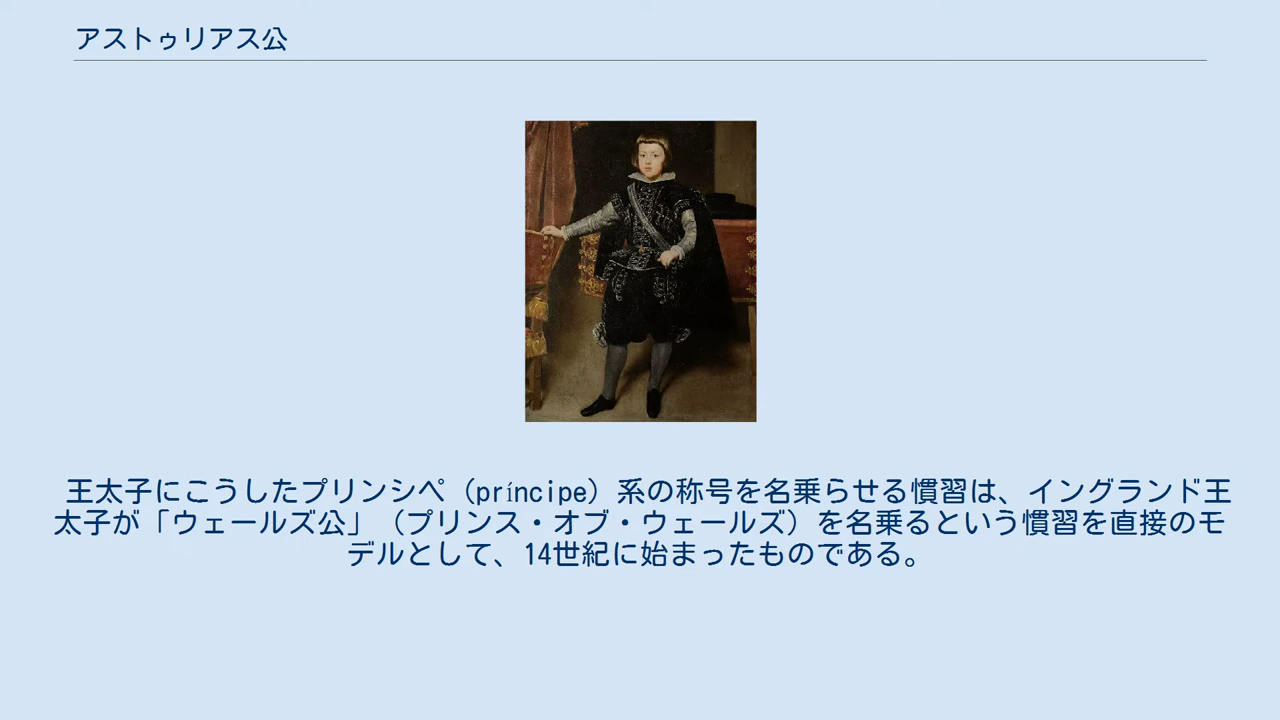 アストゥリアス公
王太子にこうしたプリンシペ（príncipe）系の称号を名乗らせる慣習は、イングランド王
太子が「ウェールズ公」（プリンス・オブ・ウェールズ）を名乗るという慣習を直接のモ
デルとして、14世紀に始まったものである。